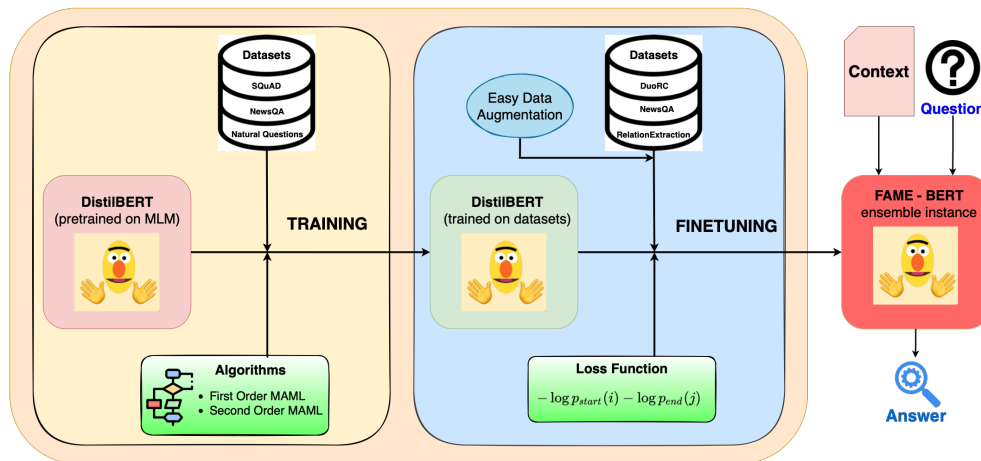 Datasets
SQuAD
NewsQA
Natural Questions
DistilBERT
(pretrained on MLM)
TRAINING
Algorithms
First Order MAML
Second Order MAML
Datasets
DuoRC
NewsQA
RelationExtraction
Easy Data
Augmentation
DistilBERT
(trained on datasets)
FINETUNING
Loss Function
− log p_start(i) − log p_end(j)
Context
?
Question
FAME - BERT
ensemble instance
Answer